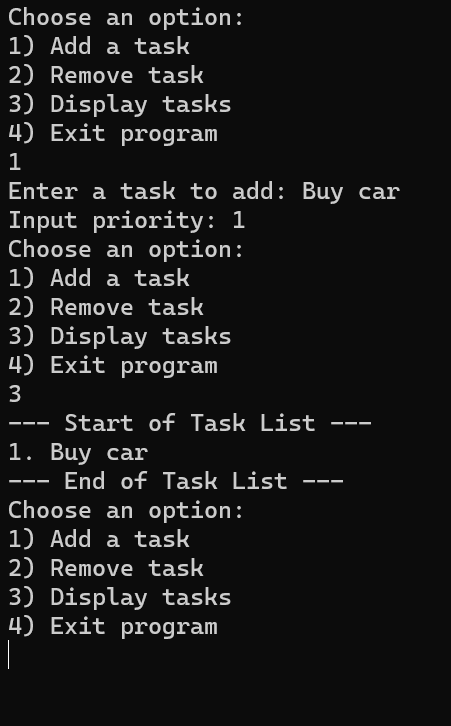 Choose an option:
1) Add a task
2) Remove task
3) Display tasks
4) Exit program
1
Enter a task to add: Buy car
Input priority: 1
Choose an option:
1) Add a task
2) Remove task
3) Display tasks
4) Exit program
3
--- Start of Task List ---
1. Buy car
--- End of Task List ---
Choose an option:
1) Add a task
2) Remove task
3) Display tasks
4) Exit program